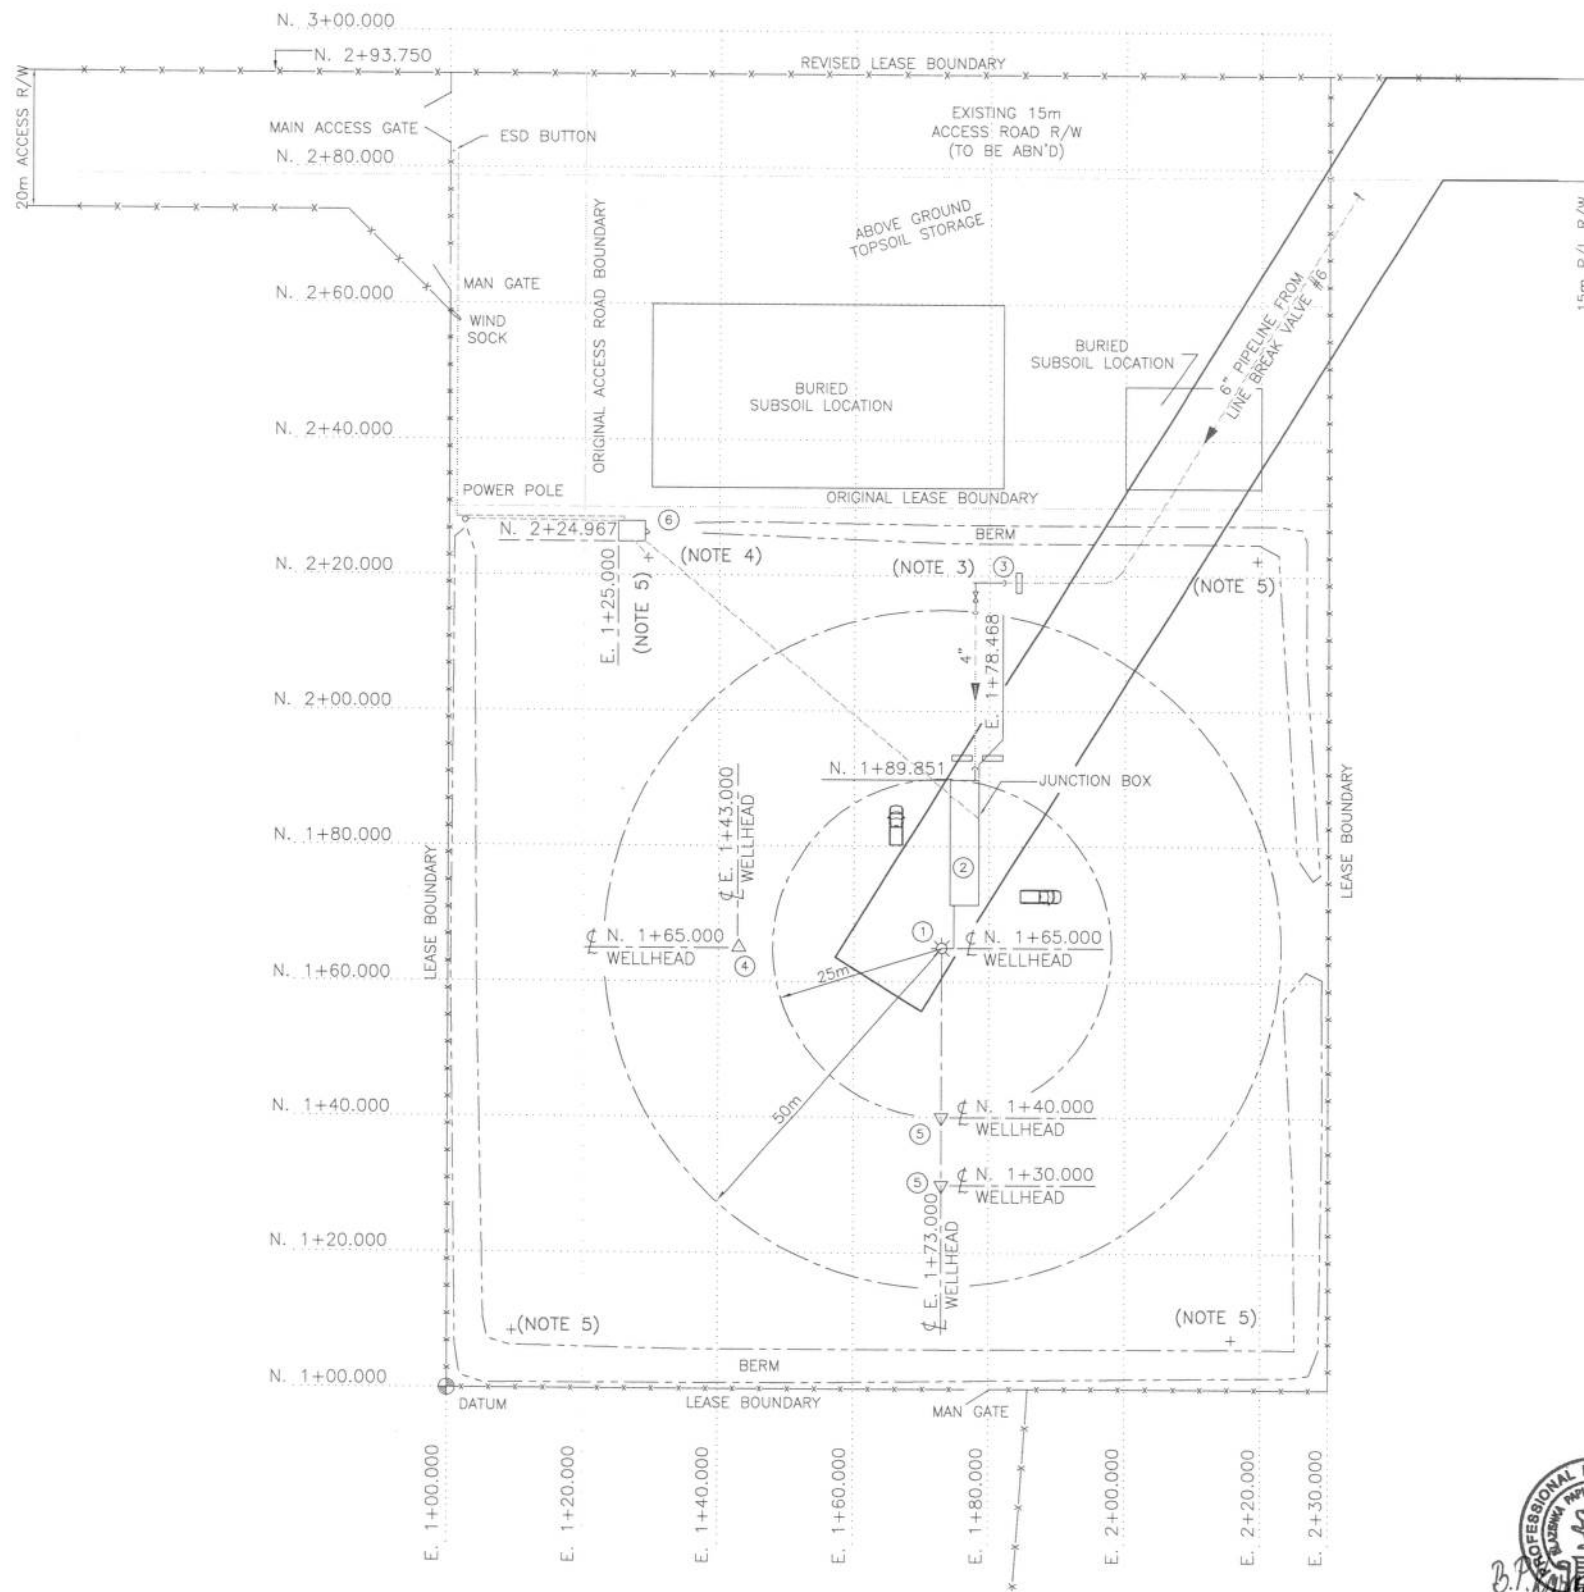 N. 3+00.000
N. 2+93.750
REVISED LEASE BOUNDARY
20m ACCESS R/W
MAIN ACCESS GATE
ESD BUTTON
EXISTING 15m
ACCESS ROAD R/W
(TO BE ABN'D)
N. 2+80.000
ORIGINAL ACCESS ROAD BOUNDARY
ABOVE GROUND
TOPSOIL STORAGE
15m P/L R/W
N. 2+60.000
MAN GATE
WIND
SOCK
6" PIPELINE FROM
LINE BREAK VALVE #6
BURIED
SUBSOIL LOCATION
BURIED
SUBSOIL LOCATION
N. 2+40.000
POWER POLE
ORIGINAL LEASE BOUNDARY
N. 2+24.967
6
(NOTE 4)
BERM
N. 2+20.000
E. 1+25.000
(NOTE 5)
(NOTE 3)
3
(NOTE 5)
4"
E. 1+78.468
N. 2+00.000
N. 1+89.851
JUNCTION BOX
N. 1+80.000
₵ E. 1+43.000
WELLHEAD
2
LEASE BOUNDARY
LEASE BOUNDARY
₵ N. 1+65.000
WELLHEAD
4
1
₵ N. 1+65.000
WELLHEAD
N. 1+60.000
25m
50m
N. 1+40.000
₵ N. 1+40.000
WELLHEAD
5
₵ N. 1+30.000
WELLHEAD
5
N. 1+20.000
₵ E. 1+73.000
WELLHEAD
(NOTE 5)
(NOTE 5)
BERM
N. 1+00.000
DATUM
LEASE BOUNDARY
MAN GATE
E. 1+00.000
E. 1+20.000
E. 1+40.000
E. 1+60.000
E. 1+80.000
E. 2+00.000
E. 2+20.000
E. 2+30.000
PROFESSIONAL